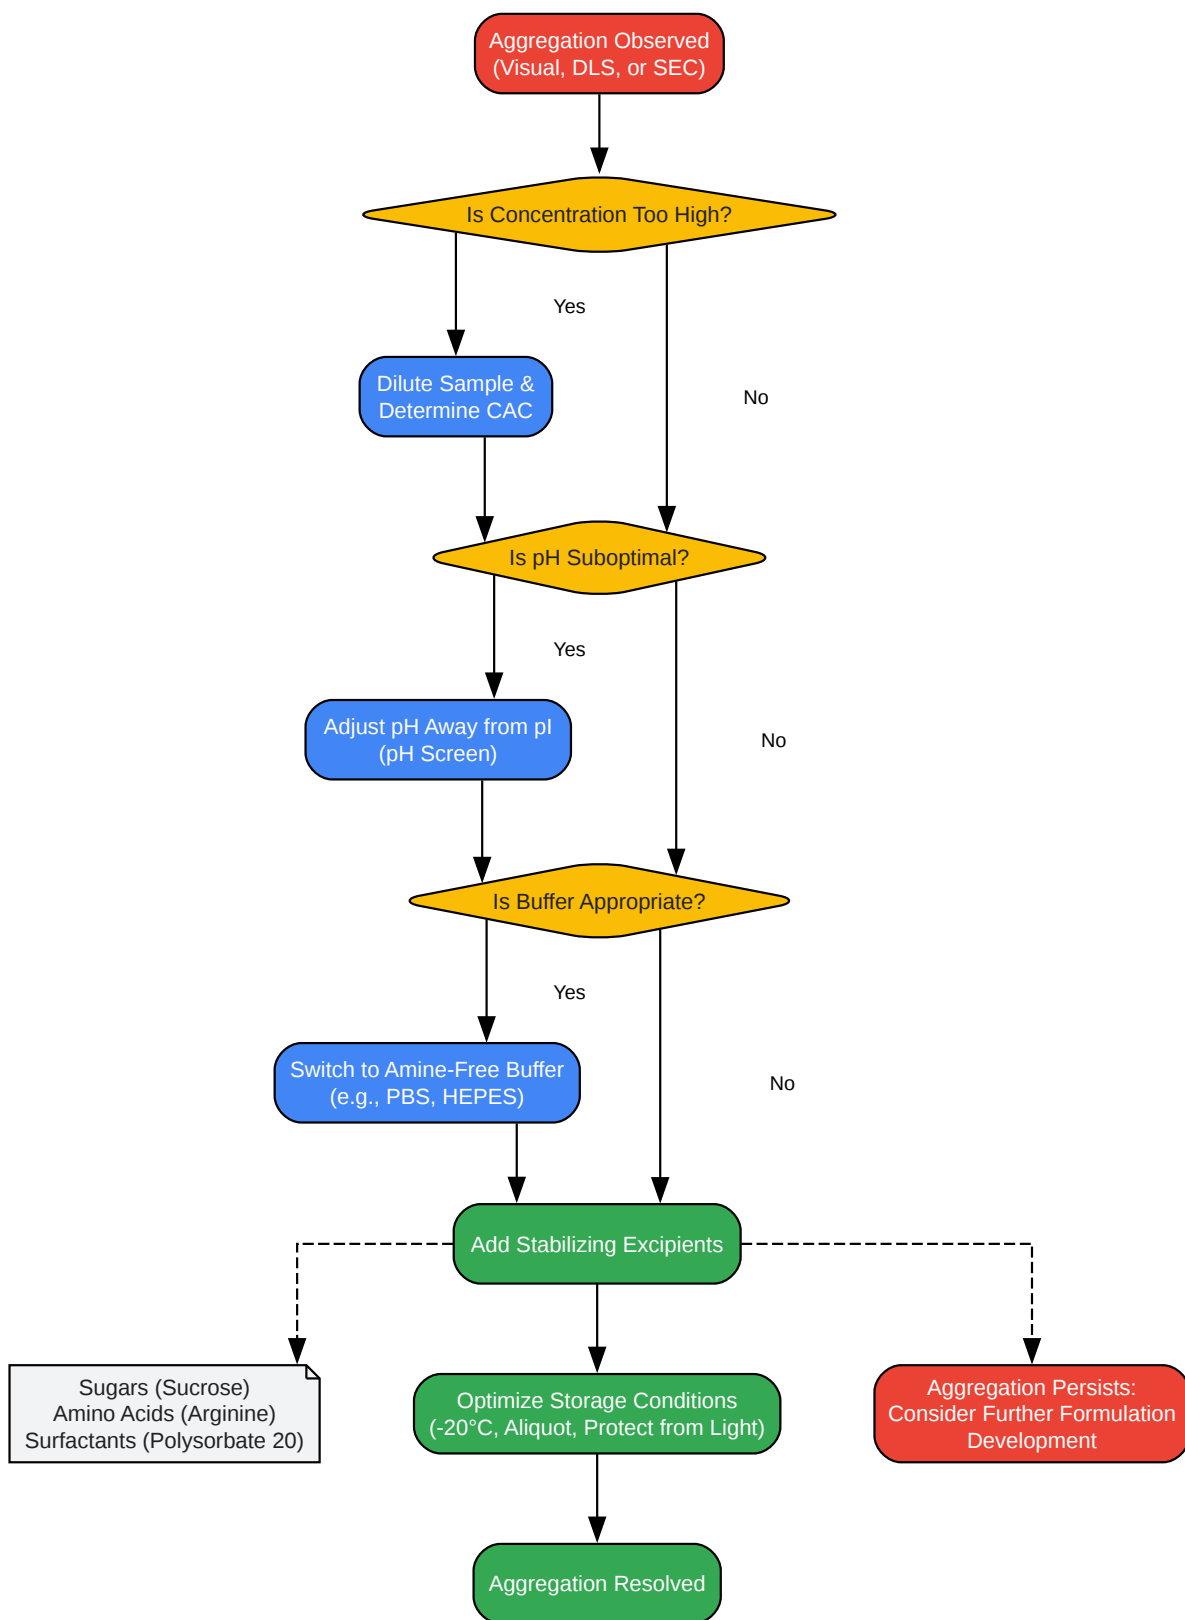 Aggregation Observed
(Visual, DLS, or SEC)
Is Concentration Too High?
Yes
Dilute Sample &
Determine CAC
No
Is pH Suboptimal?
Yes
Adjust pH Away from pI
(pH Screen)
No
Is Buffer Appropriate?
Yes
Switch to Amine-Free Buffer
(e.g., PBS, HEPES)
No
Add Stabilizing Excipients
Sugars (Sucrose)
Amino Acids (Arginine)
Surfactants (Polysorbate 20)
Optimize Storage Conditions
(-20°C, Aliquot, Protect from Light)
Aggregation Persists:
Consider Further Formulation
Development
Aggregation Resolved